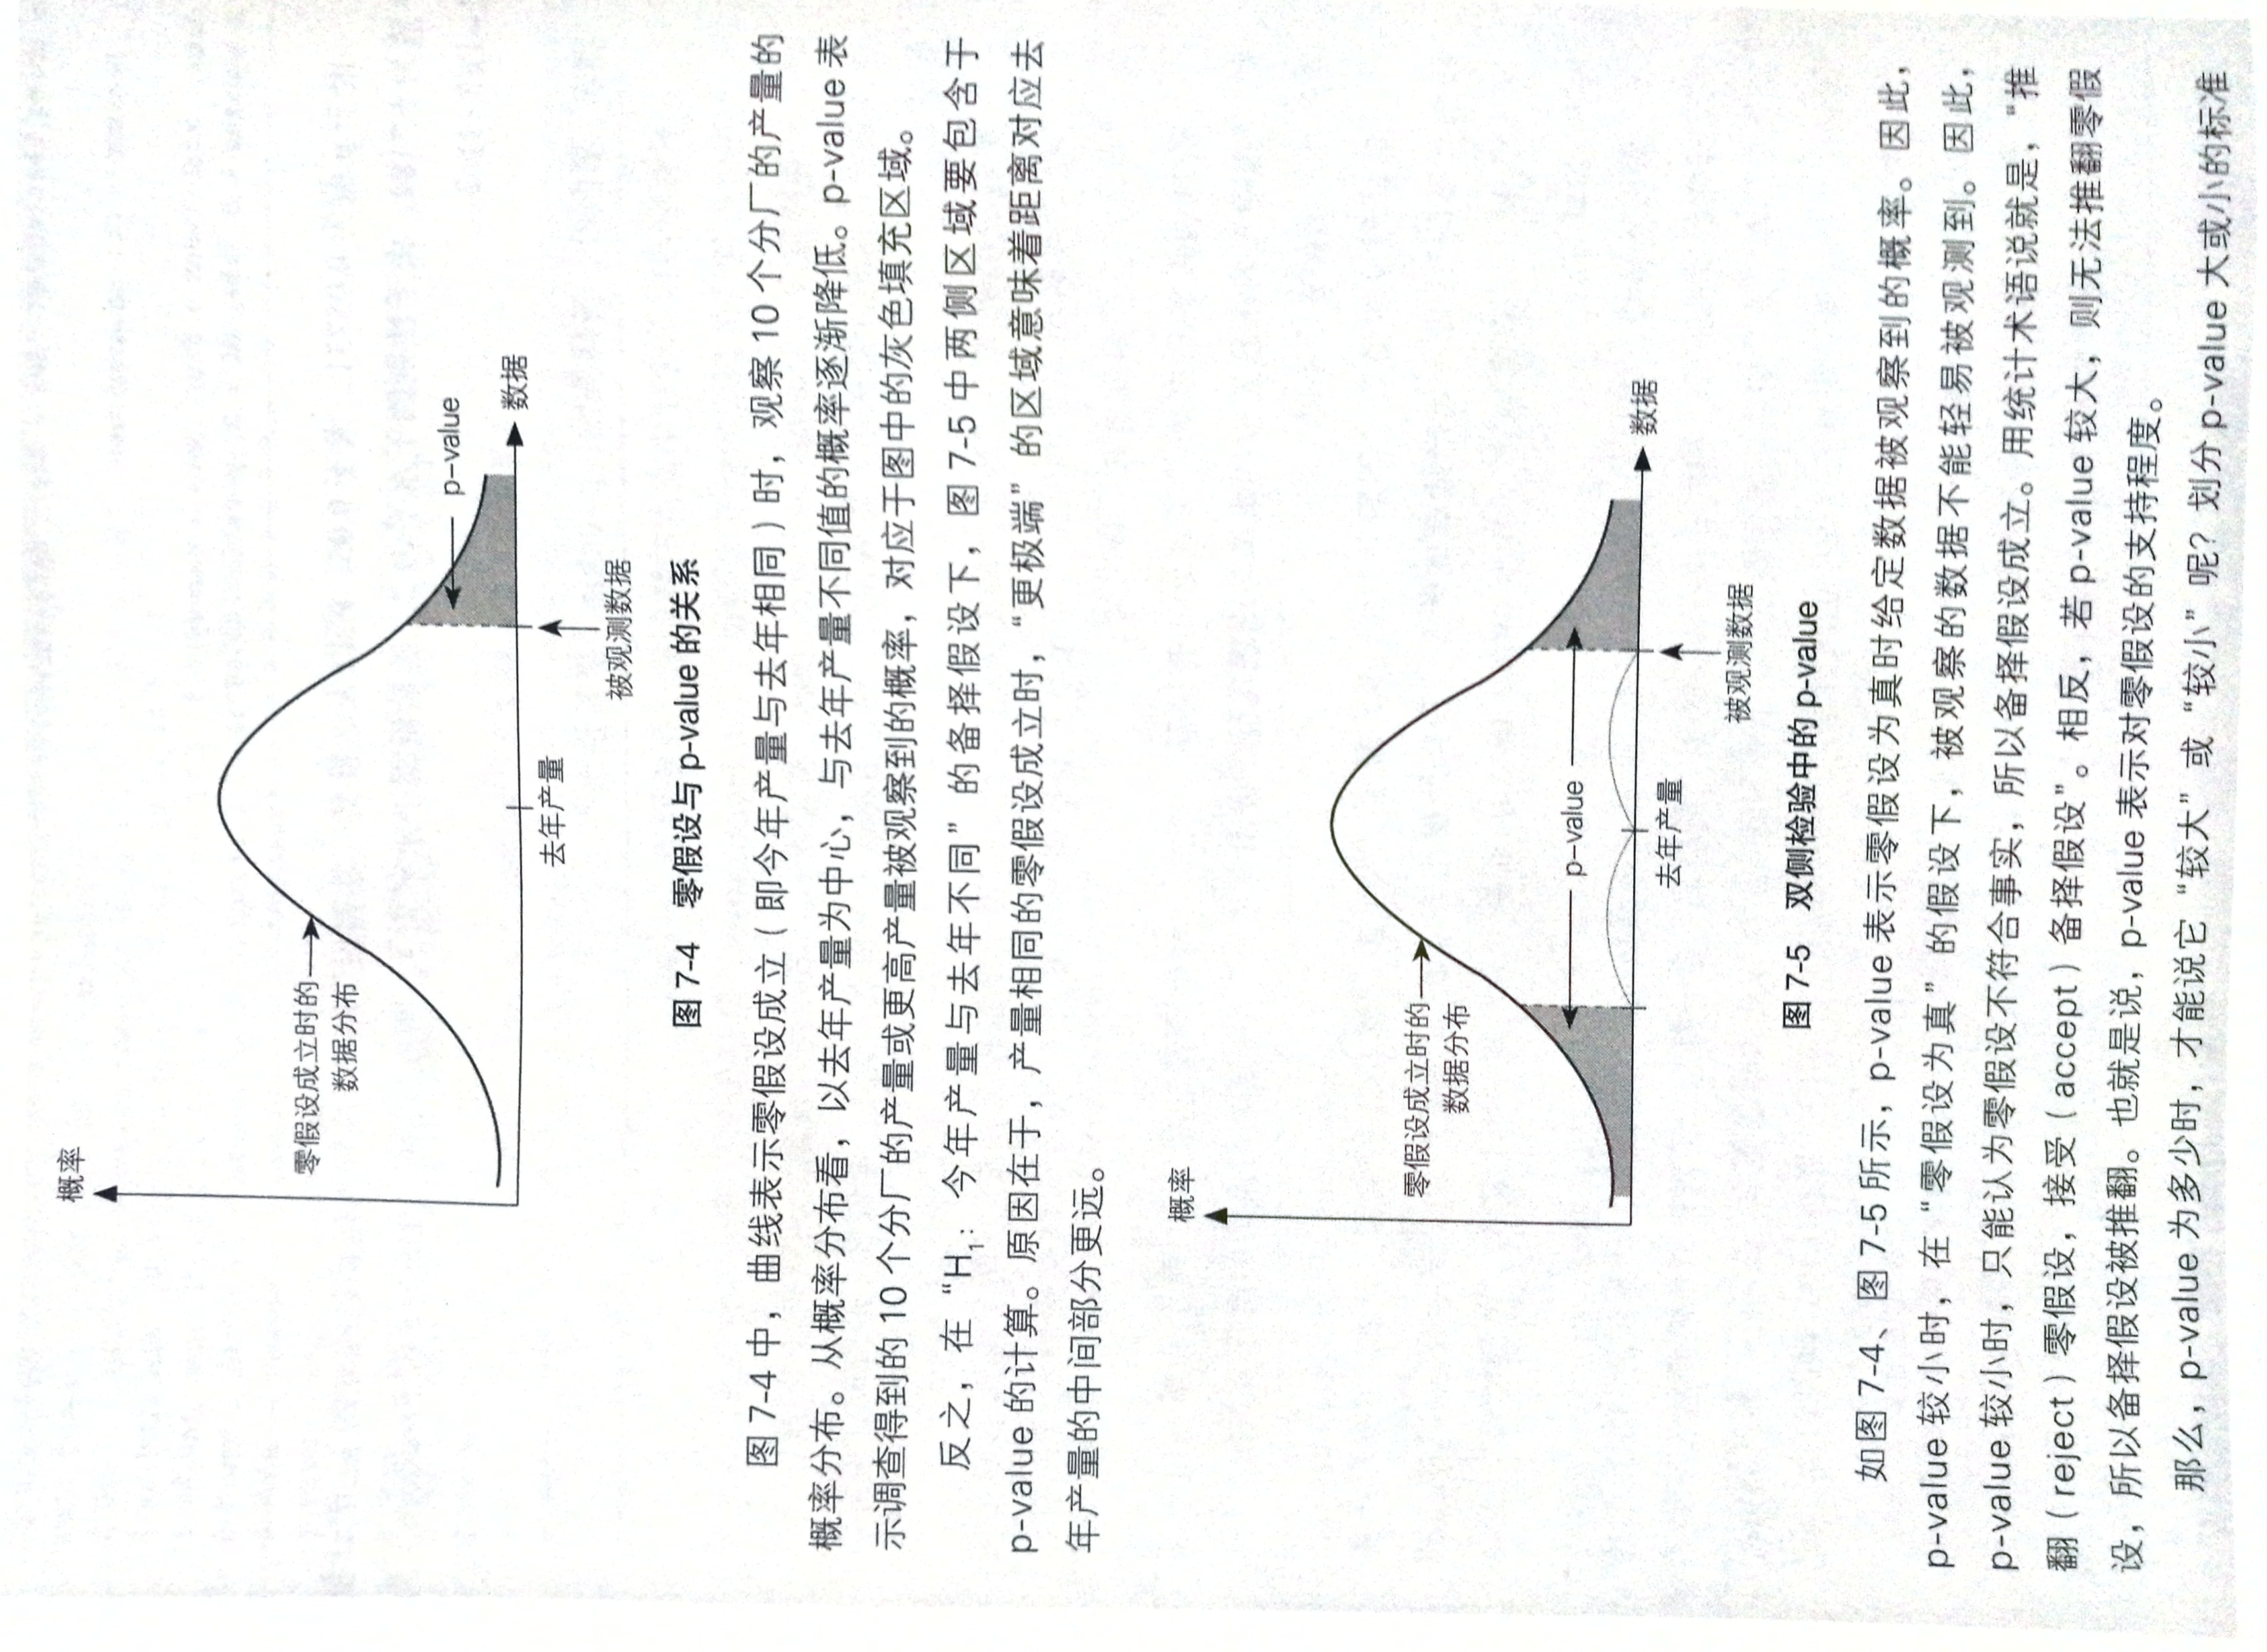 概率
零假设成立时的
数据分布
p-value
数据
去年产量
被观测数据
图 7-4 零假设与 p-value 的关系
图 7-4 中，曲线表示零假设成立（即今年产量与去年相同）时，观察 10 个分厂的产量的
概率分布。从概率分布看，以去年产量为中心，与去年产量不同值的概率逐渐降低。p-value 表
示调查得到的 10 个分厂的产量或更高产量被观察到的概率，对应于图中的灰色填充区域。
反之，在“H₁：今年产量与去年不同”的备择假设下，图 7-5 中两侧区域要包含于
p-value 的计算。原因在于，产量相同的零假设成立时，“更极端”的区域意味着距离对应去
年产量的中间部分更远。
概率
零假设成立时的
数据分布
p-value
数据
去年产量
被观测数据
图 7-5 双侧检验中的 p-value
如图 7-4、图 7-5 所示，p-value 表示零假设为真时给定数据被观察到的概率。因此，
p-value 较小时，在“零假设为真”的假设下，被观察的数据不能轻易被观测到。因此，
p-value 较小时，只能认为零假设不符合事实，所以备择假设成立。用统计术语说就是，“推
翻（reject）零假设，接受（accept）备择假设”。相反，若 p-value 较大，则无法推翻零假
设，所以备择假设被推翻。也就是说，p-value 表示对零假设的支持程度。
那么，p-value 为多少时，才能说它“较大”或“较小”呢？划分 p-value 大或小的标准